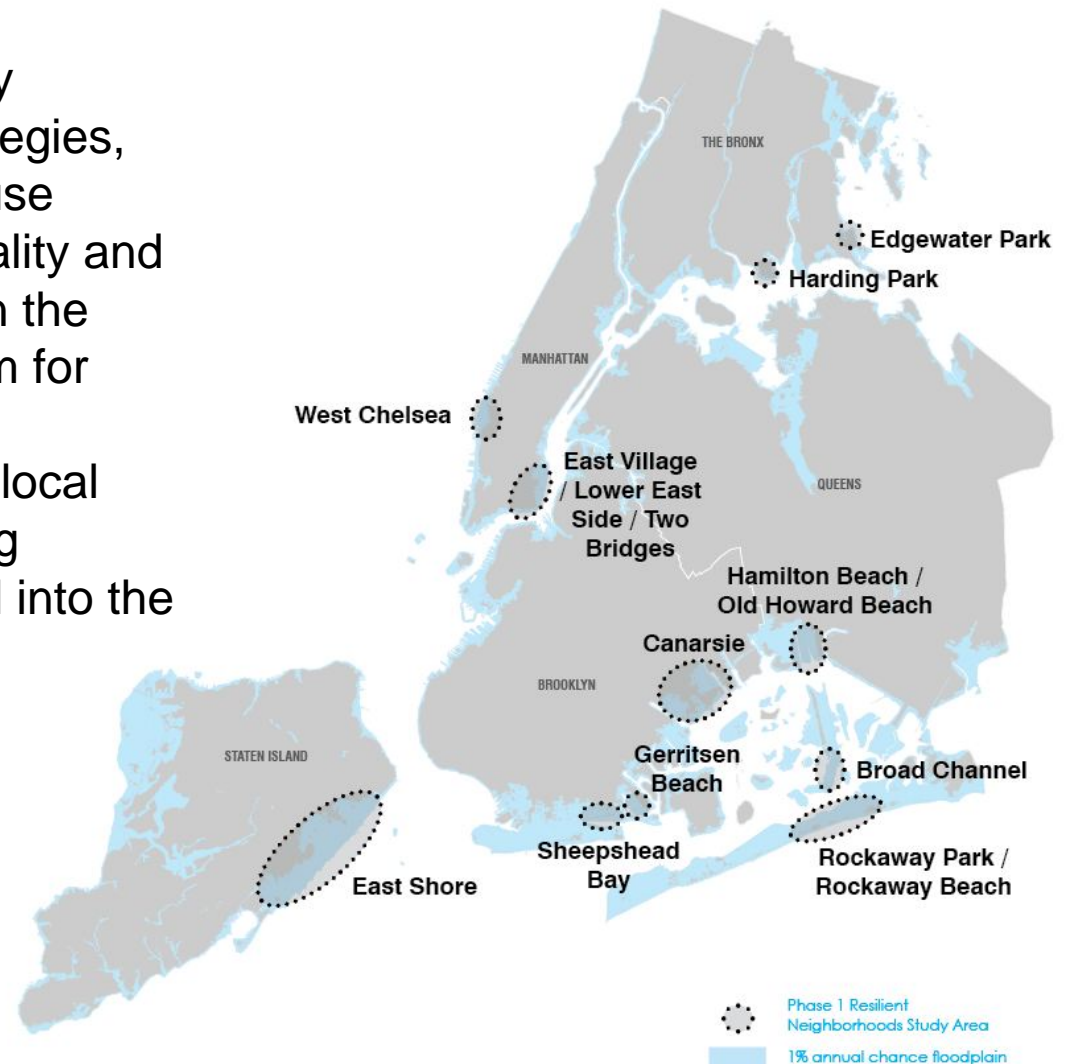 egies,
use
ality and
n the
m for
local
g
into the
THE BRONX
Edgewater Park
Harding Park
MANHATTAN
West Chelsea
East Village
/ Lower East
Side / Two
Bridges
QUEENS
Hamilton Beach /
Old Howard Beach
Canarsie
BROOKLYN
STATEN ISLAND
Gerritsen
Beach
Broad Channel
Sheepshead
Bay
Rockaway Park /
Rockaway Beach
East Shore
Phase 1 Resilient
Neighborhoods Study Area
1% annual chance floodplain